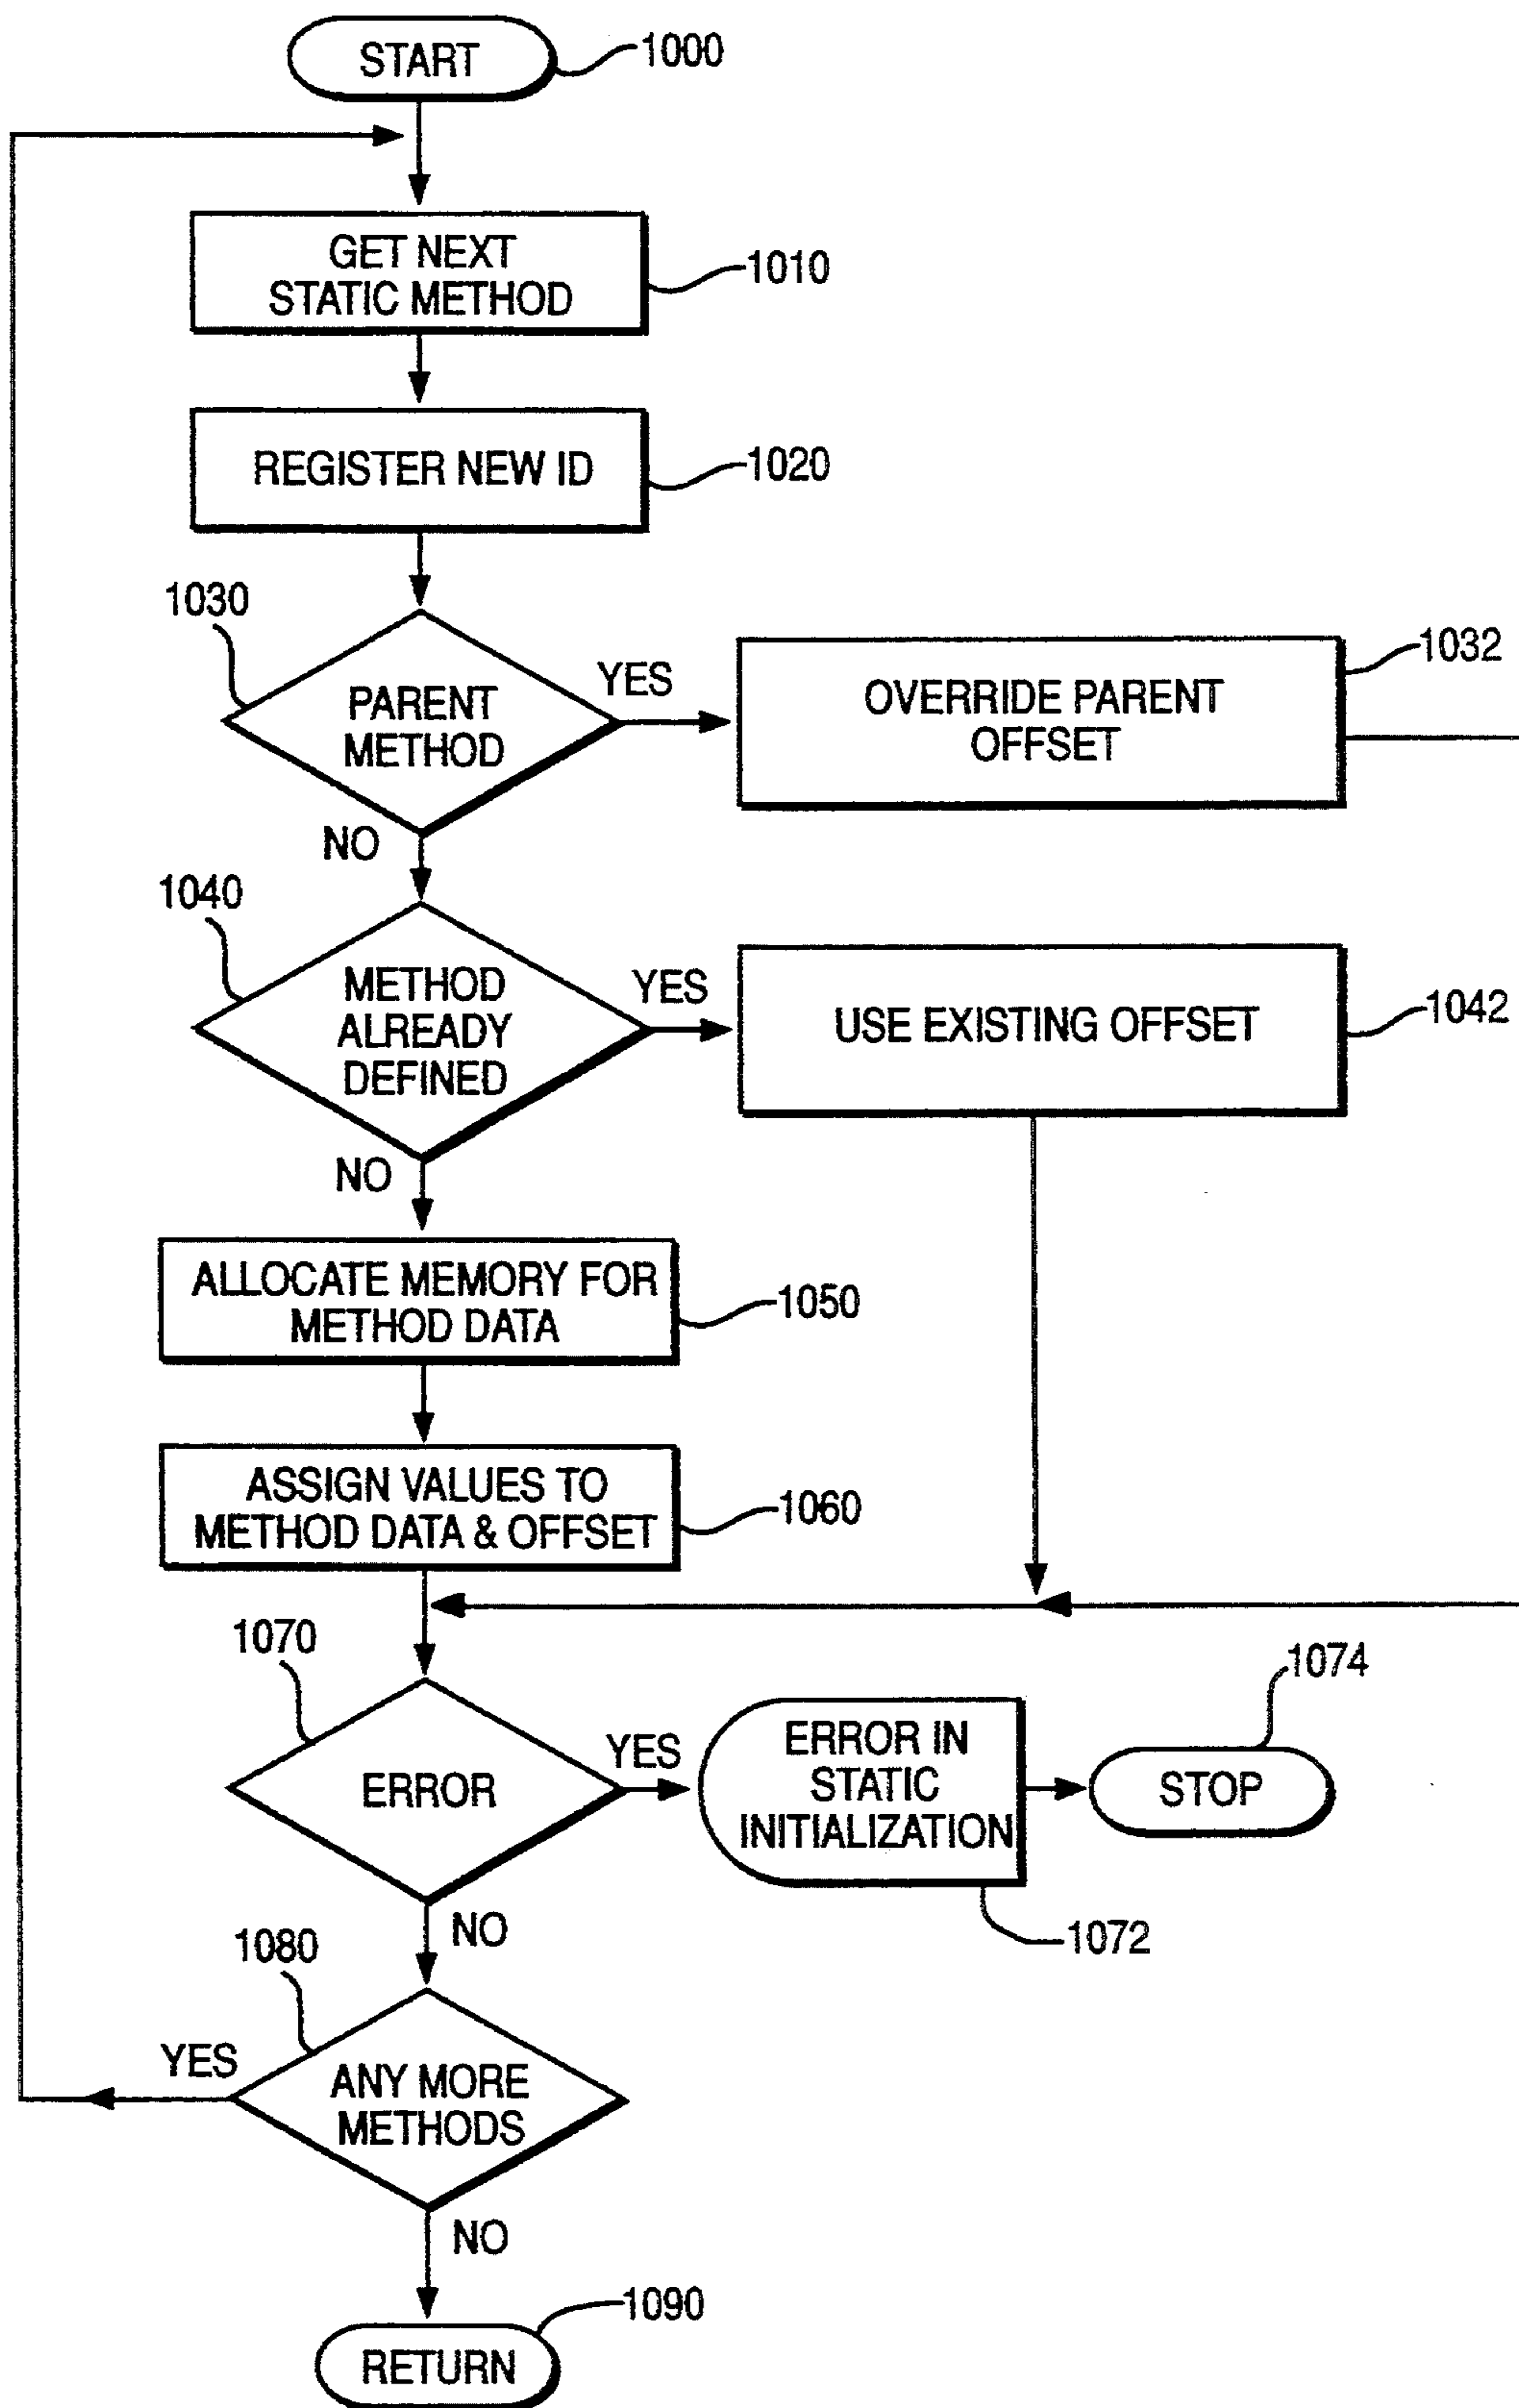 START
1000
GET NEXT
STATIC METHOD
1010
REGISTER NEW ID
1020
1030
PARENT
METHOD
YES
NO
OVERRIDE PARENT
OFFSET
1032
1040
METHOD
ALREADY
DEFINED
YES
NO
USE EXISTING OFFSET
1042
ALLOCATE MEMORY FOR
METHOD DATA
1050
ASSIGN VALUES TO
METHOD DATA & OFFSET
1060
1070
ERROR
YES
NO
ERROR IN
STATIC
INITIALIZATION
1072
STOP
1074
1080
ANY MORE
METHODS
YES
NO
RETURN
1090